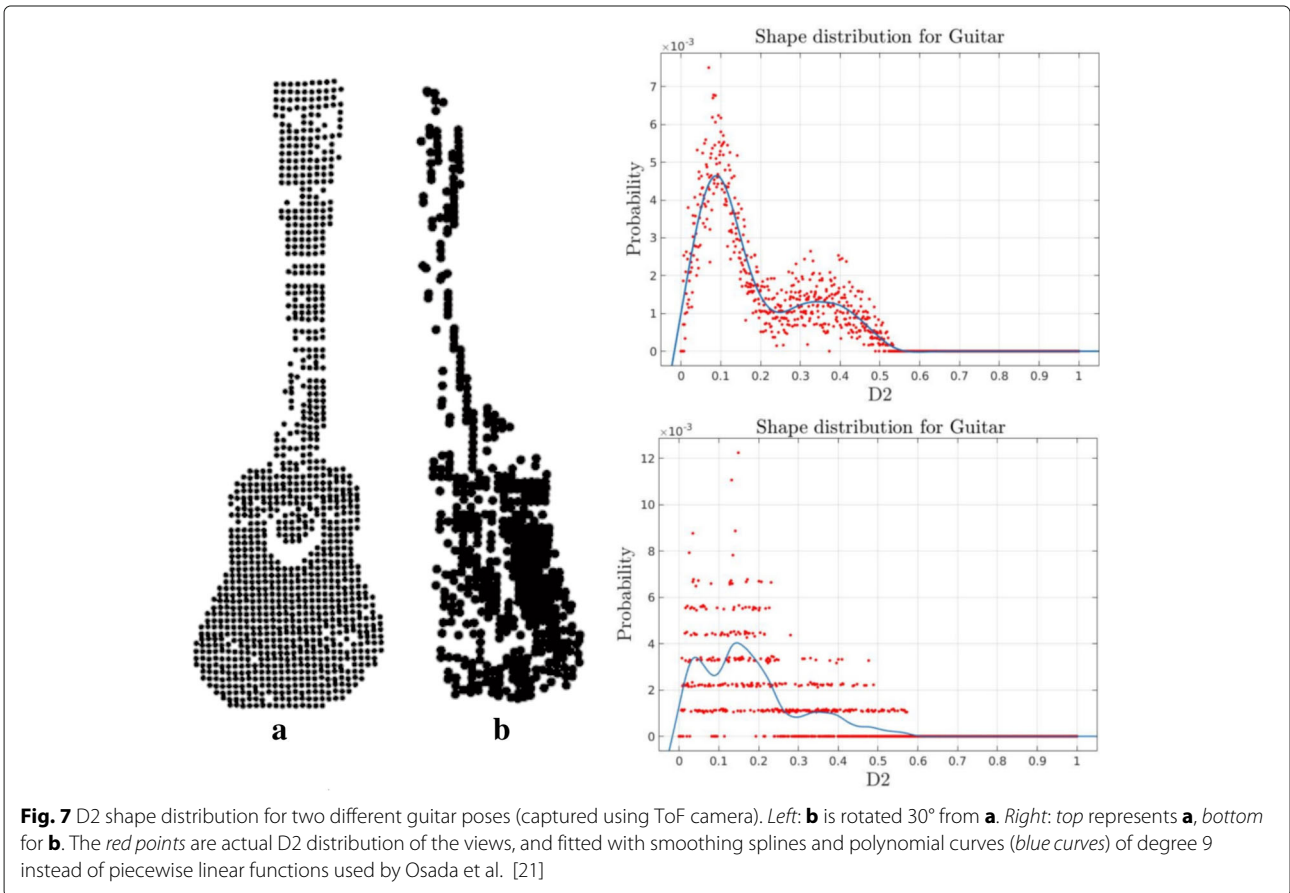 a
b
Shape distribution for Guitar
×10⁻³
7
6
5
4
3
2
1
0
Probability
0 0.1 0.2 0.3 0.4 0.5 0.6 0.7 0.8 0.9 1
D2
Shape distribution for Guitar
×10⁻³
12
10
8
6
4
2
0
Probability
0 0.1 0.2 0.3 0.4 0.5 0.6 0.7 0.8 0.9 1
D2
Fig. 7 D2 shape distribution for two different guitar poses (captured using ToF camera). Left: b is rotated 30° from a. Right: top represents a, bottom
for b. The red points are actual D2 distribution of the views, and fitted with smoothing splines and polynomial curves (blue curves) of degree 9
instead of piecewise linear functions used by Osada et al. [21]